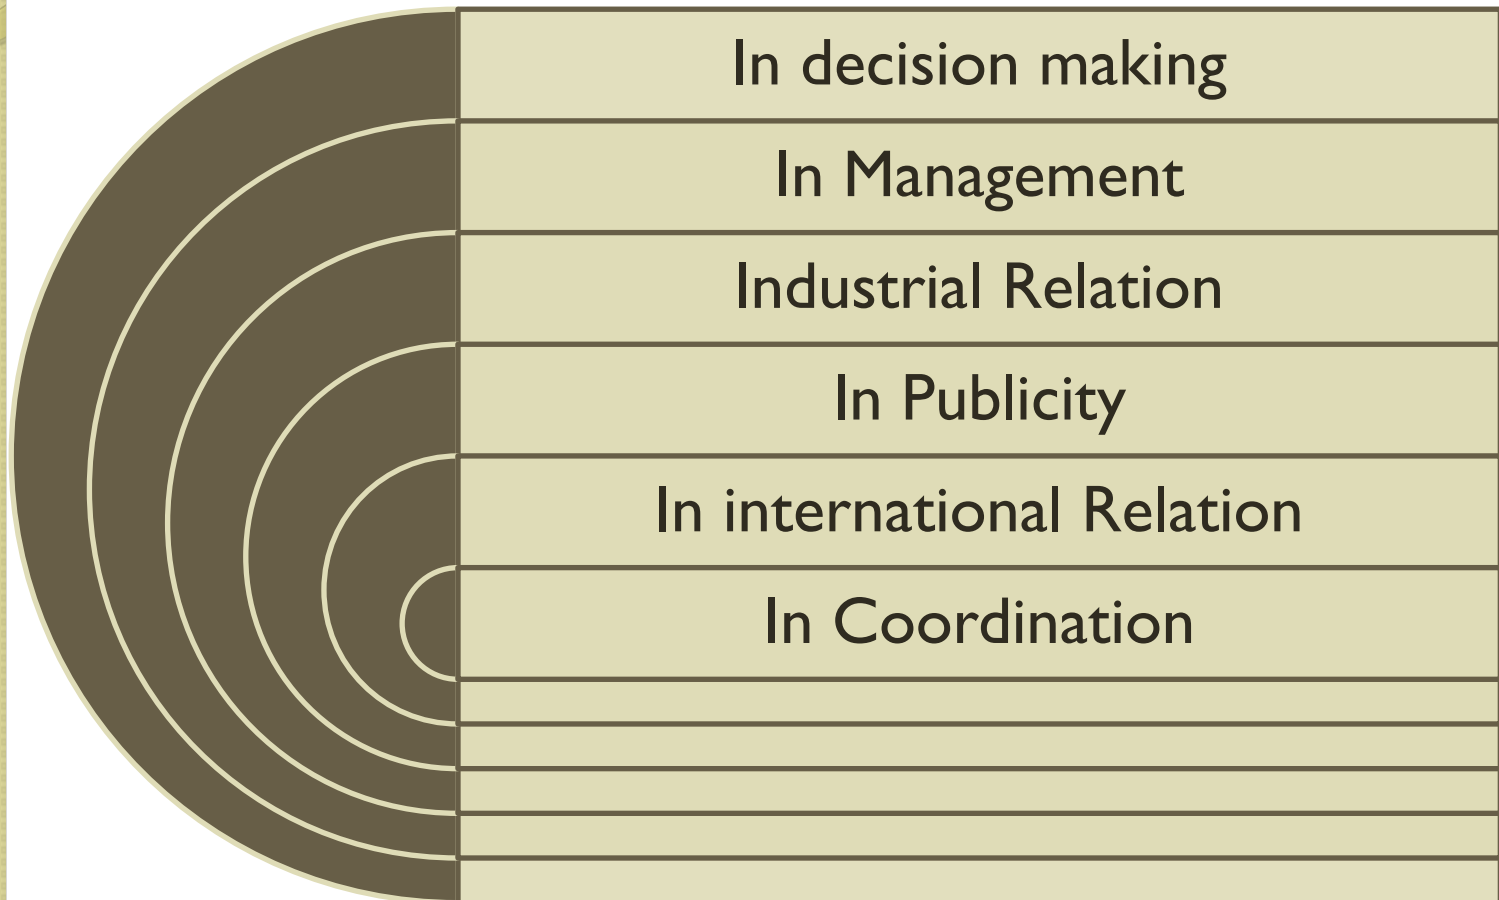 In decision making
In Management
Industrial Relation
In Publicity
In international Relation
In Coordination